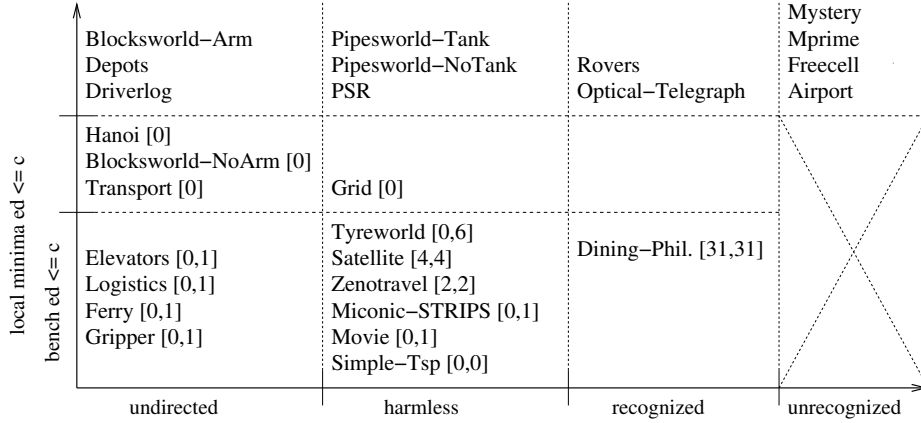 Mystery
Blocksworld−Arm Pipesworld−Tank Mprime
Depots Pipesworld−NoTank Rovers Freecell
Driverlog PSR Optical−Telegraph Airport
Hanoi [0]
Blocksworld−NoArm [0]
Transport [0] Grid [0]
Tyreworld [0,6]
Elevators [0,1] Satellite [4,4] Dining−Phil. [31,31]
Logistics [0,1] Zenotravel [2,2]
Ferry [0,1] Miconic−STRIPS [0,1]
Gripper [0,1] Movie [0,1]
Simple−Tsp [0,0]
local minima ed <= c
bench ed <= c
undirected harmless recognized unrecognized